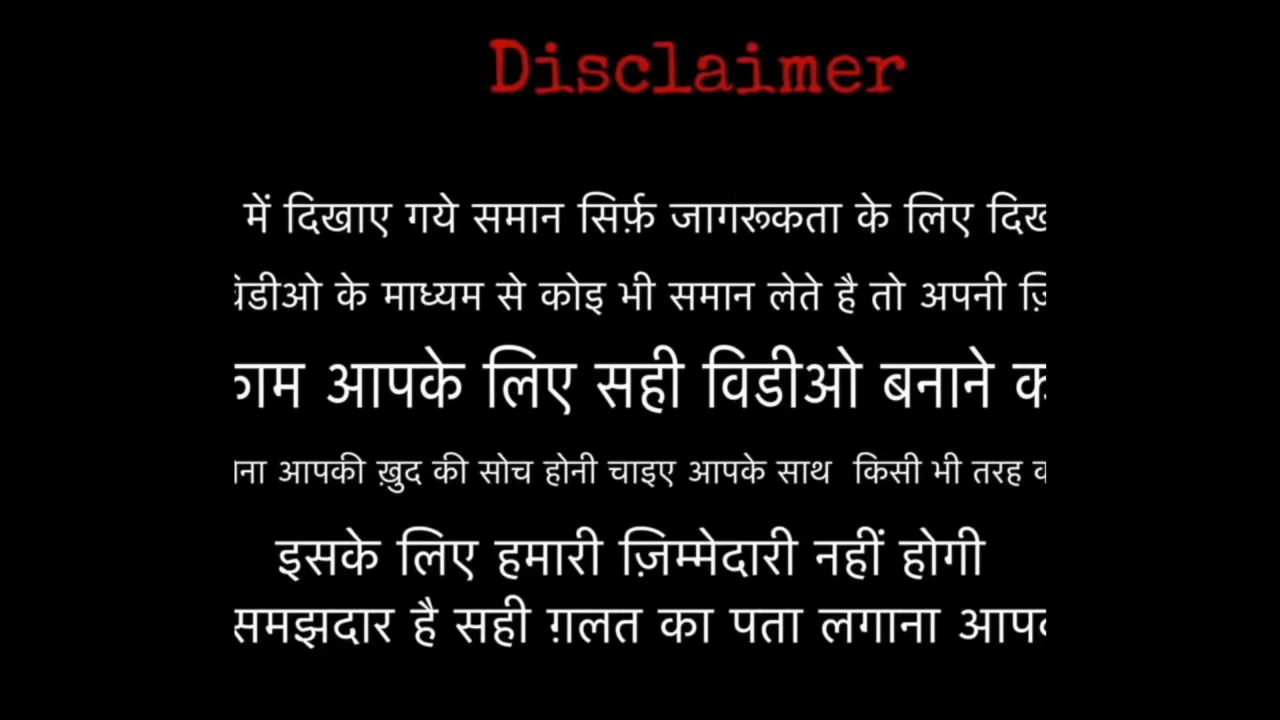 Disclaimer
में दिखाए गये समान सिर्फ़ जागरूकता के लिए
के माध्यम से कोइ भी समान लेते है तो अपनी
आपके लिए सही विडीओ बनाने
आपकी ख़ुद की सोच होनी चाइए आपके साथ किसी भी तरह
इसके लिए हमारी ज़िम्मेदारी नहीं होगी
समझदार है सही ग़लत का पता लगाना